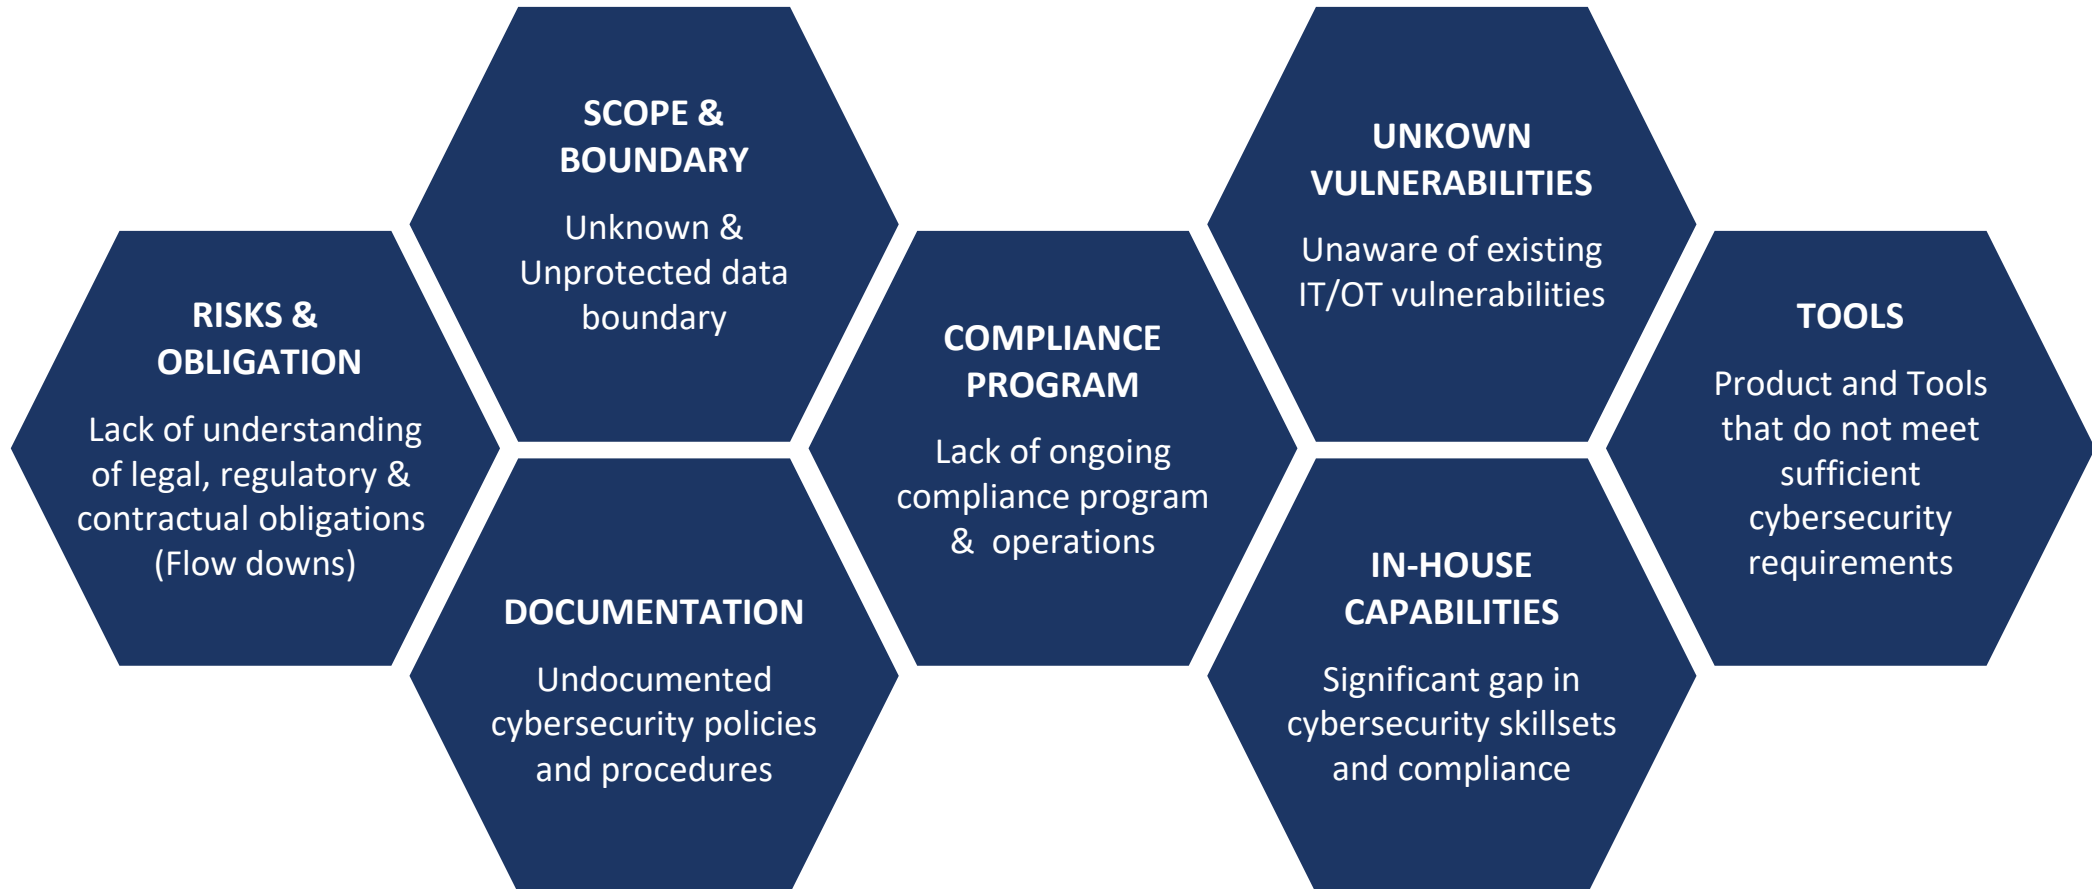 RISKS &
OBLIGATION
Lack of understanding
of legal, regulatory &
contractual obligations
(Flow downs)
SCOPE &
BOUNDARY
Unknown &
Unprotected data
boundary
DOCUMENTATION
Undocumented
cybersecurity policies
and procedures
COMPLIANCE
PROGRAM
Lack of ongoing
compliance program
&  operations
UNKOWN
VULNERABILITIES
Unaware of existing
IT/OT vulnerabilities
IN-HOUSE
CAPABILITIES
Significant gap in
cybersecurity skillsets
and compliance
TOOLS
Product and Tools
that do not meet
sufficient
cybersecurity
requirements